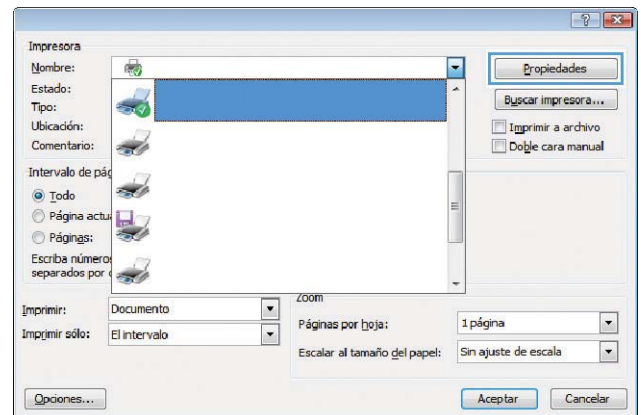 Impresora
Nombre:
Propiedades
Estado:
Tipo:
Buscar impresora...
Ubicación:
Imprimir a archivo
Comentario:
Doble cara manual
Intervalo de pág
Todo
Página actu
Páginas:
Escriba números
separados por c
Imprimir:
Documento
Imprimir sólo:
El intervalo
Zoom
Páginas por hoja:
1 página
Escalar al tamaño del papel:
Sin ajuste de escala
Opciones...
Aceptar
Cancelar